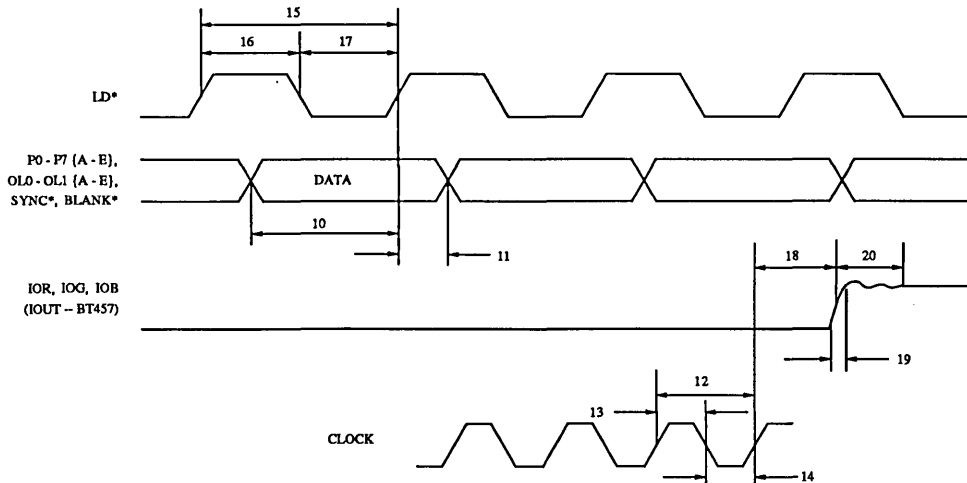 15
16
17
LD*
P0 - P7 {A - E},
OL0 - OL1 {A - E},
SYNC*, BLANK*
DATA
10
11
18
20
IOR, IOG, IOB
(IOUT -- BT457)
19
12
13
CLOCK
14